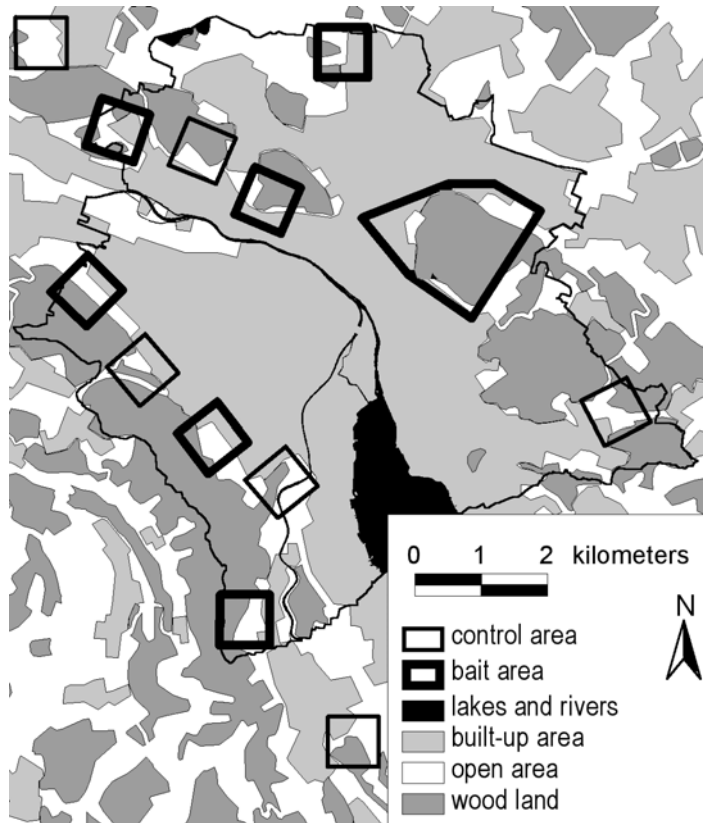 0 1 2 kilometers
N
control area
bait area
lakes and rivers
built-up area
open area
wood land